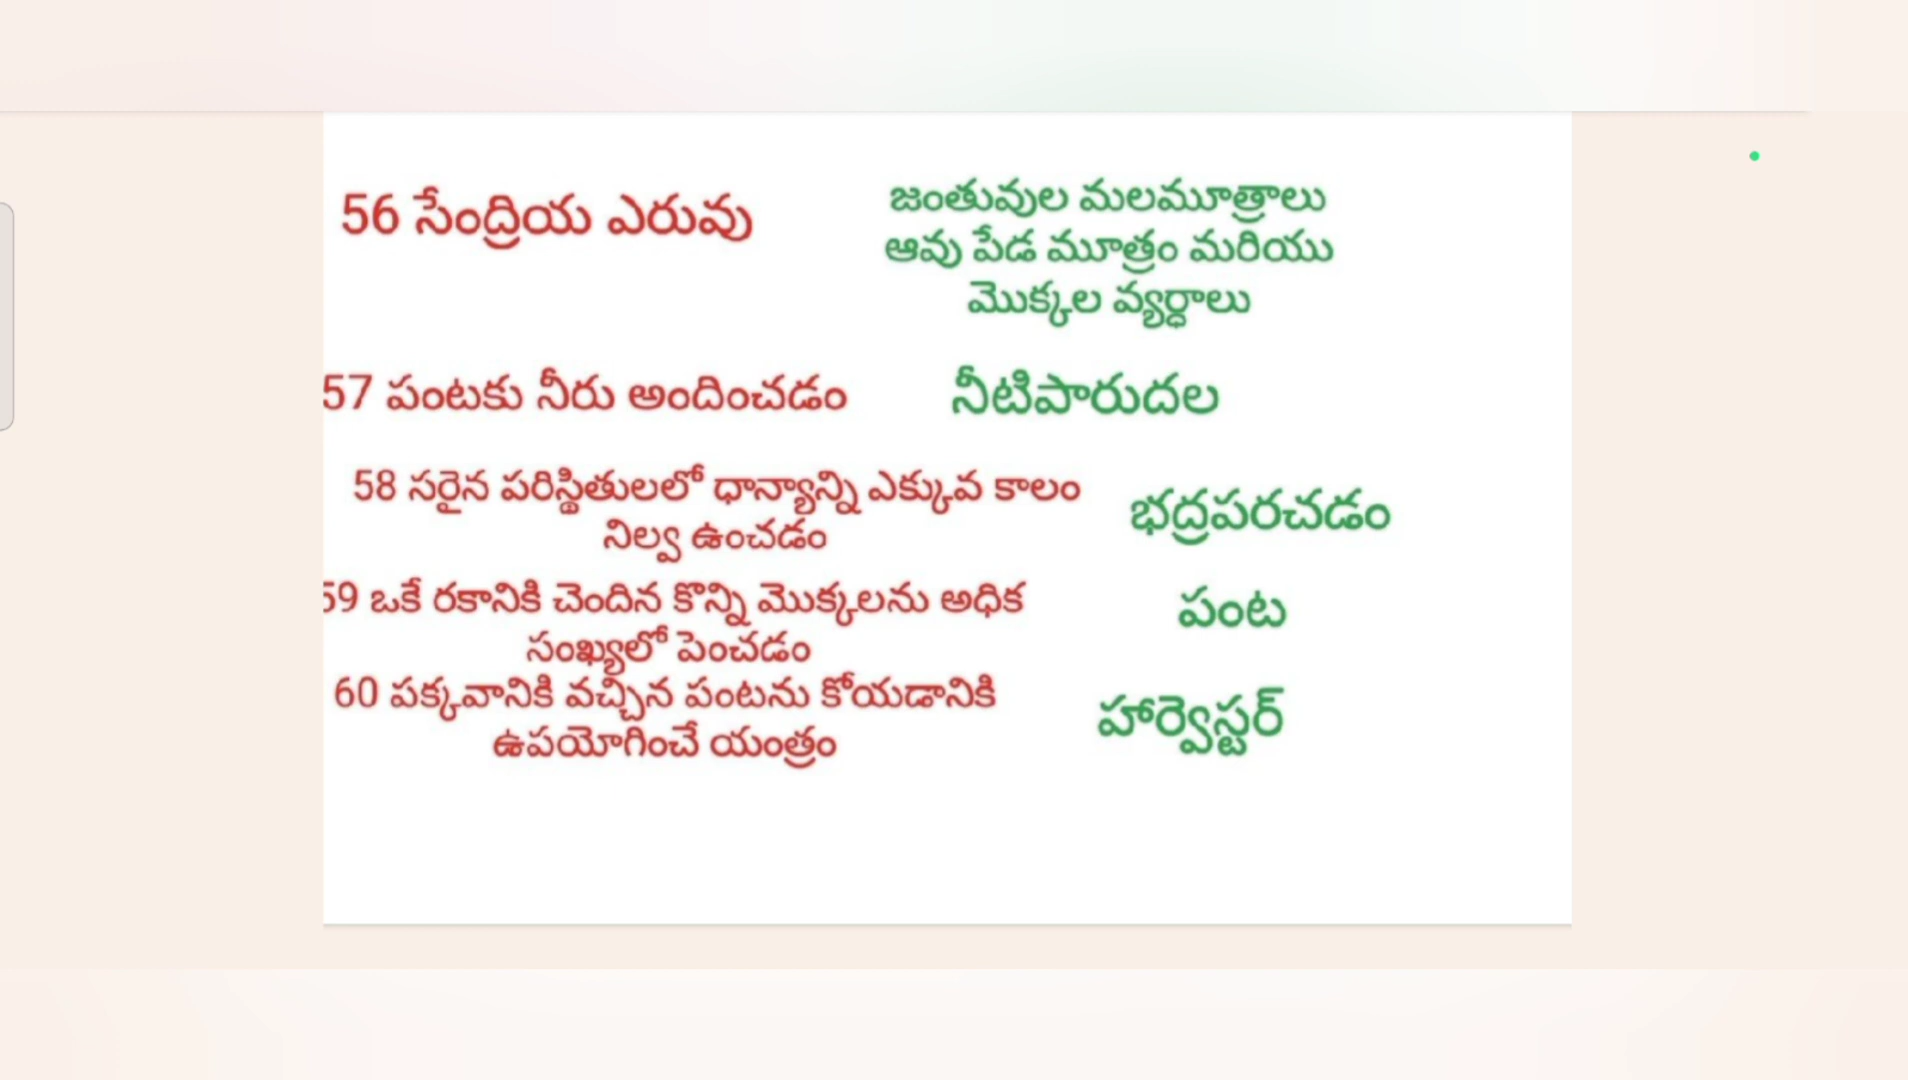 56 సేంద్రియ ఎరువు
జంతువుల మలమూత్రాలు
ఆవు పేడ మూత్రం మరియు
మొక్కల వ్యర్ధాలు
57 పంటకు నీరు అందించడం
నీటిపారుదల
58 సరైన పరిస్థితులలో ధాన్యాన్ని ఎక్కువ కాలం
నిల్వ ఉంచడం
భద్రపరచడం
59 ఒకే రకానికి చెందిన కొన్ని మొక్కలను అధిక
సంఖ్యలో పెంచడం
పంట
60 పక్కవానికి వచ్చిన పంటను కోయడానికి
ఉపయోగించే యంత్రం
హార్వెస్టర్